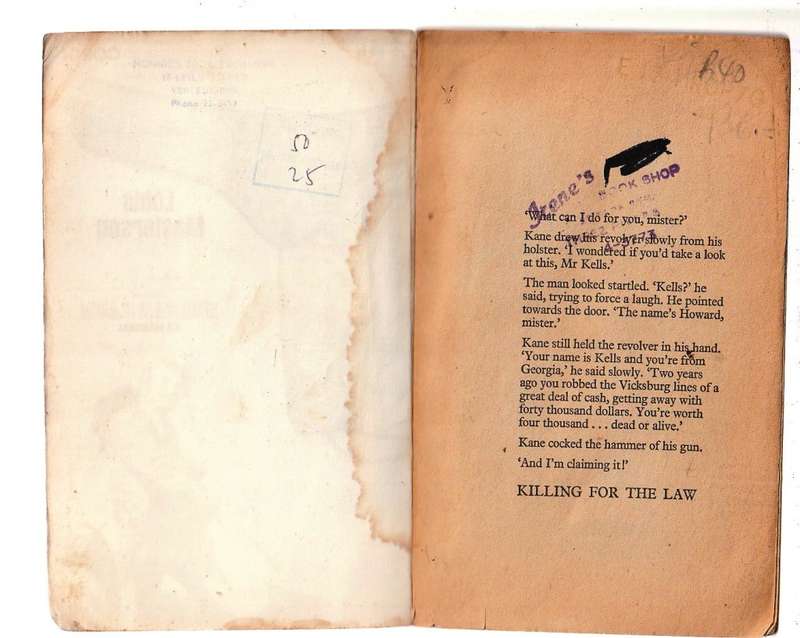 50
25
R40
Irene's
BOOK SHOP
4-5773
‘What can I do for you, mister?’
Kane drew his revolver slowly from his
holster. ‘I wondered if you’d take a look
at this, Mr Kells.’
The man looked startled. ‘Kells?’ he
said, trying to force a laugh. He pointed
towards the door. ‘The name’s Howard,
mister.’
Kane still held the revolver in his hand.
‘Your name is Kells and you’re from
Georgia,’ he said slowly. ‘Two years
ago you robbed the Vicksburg lines of a
great deal of cash, getting away with
forty thousand dollars. You’re worth
four thousand . . . dead or alive.’
Kane cocked the hammer of his gun.
‘And I’m claiming it!’
KILLING FOR THE LAW